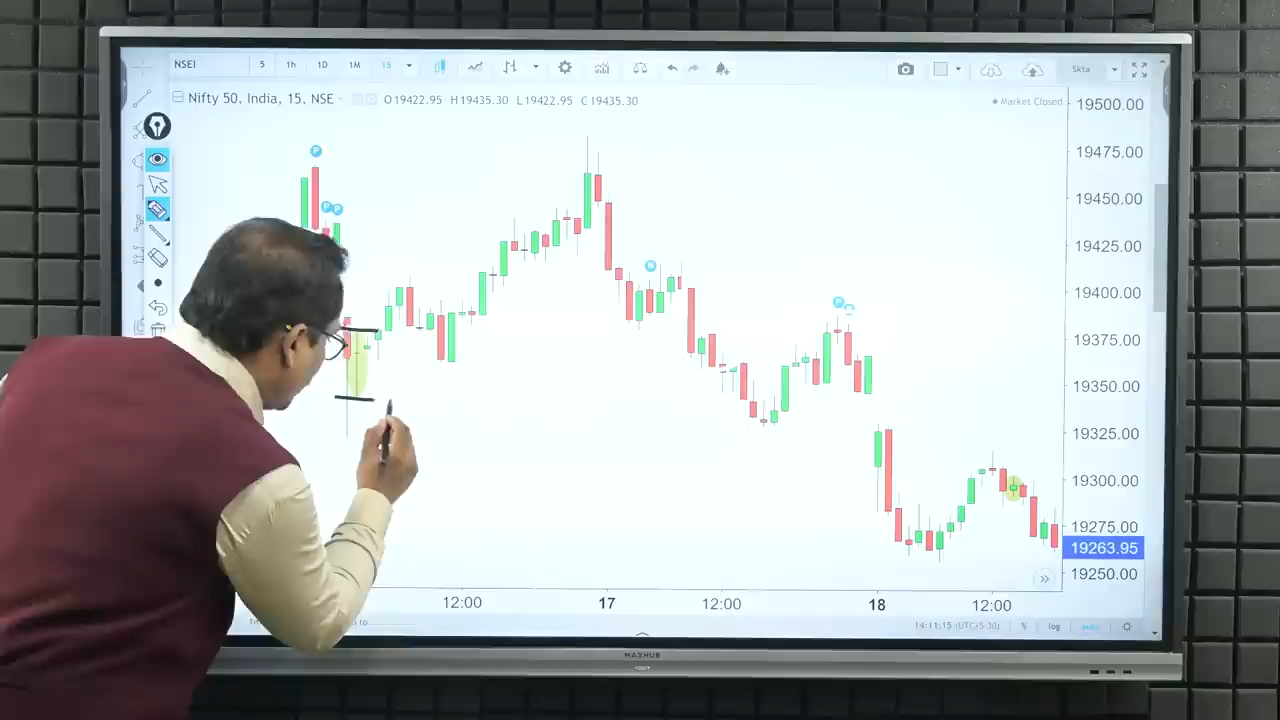 NSEI 5 1h 1D 1M 15 Skta
Nifty 50, India, 15, NSE O19422.95 H19435.30 L19422.95 C19435.30 Market Closed
P
P P
N
P
19500.00
19475.00
19450.00
19425.00
19400.00
19375.00
19350.00
19325.00
19300.00
19275.00
19263.95
19250.00
12:00 17 12:00 18 12:00
to 14:11:15 (UTC+5:30) % log auto
MAXHUB